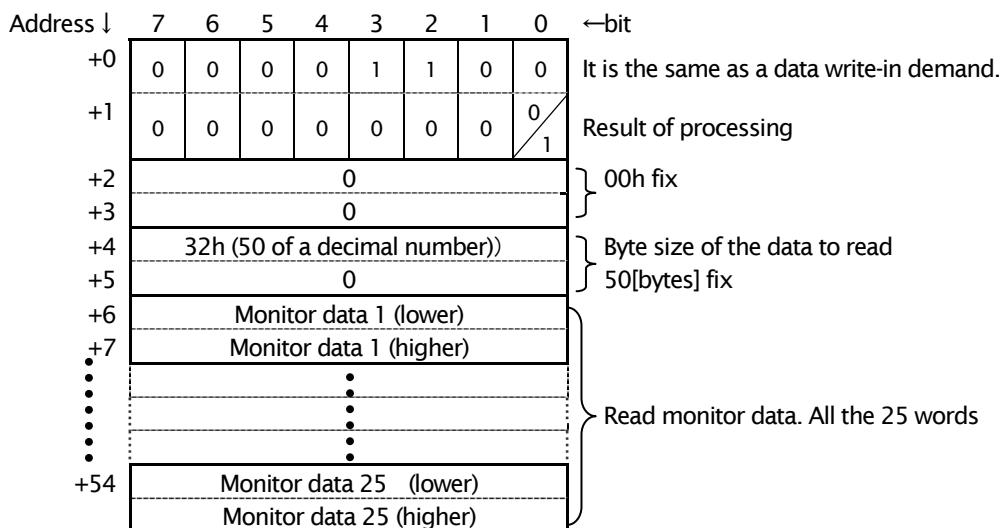 Address ↓ 7 6 5 4 3 2 1 0 ←bit
+0 0 0 0 0 1 1 0 0 It is the same as a data write-in demand.
+1 0 0 0 0 0 0 0 0/1 Result of processing
+2 0 00h fix
+3 0
+4 32h (50 of a decimal number)) Byte size of the data to read
+5 0 50[bytes] fix
+6 Monitor data 1 (lower)
+7 Monitor data 1 (higher)
Read monitor data. All the 25 words
+54 Monitor data 25 (lower)
Monitor data 25 (higher)